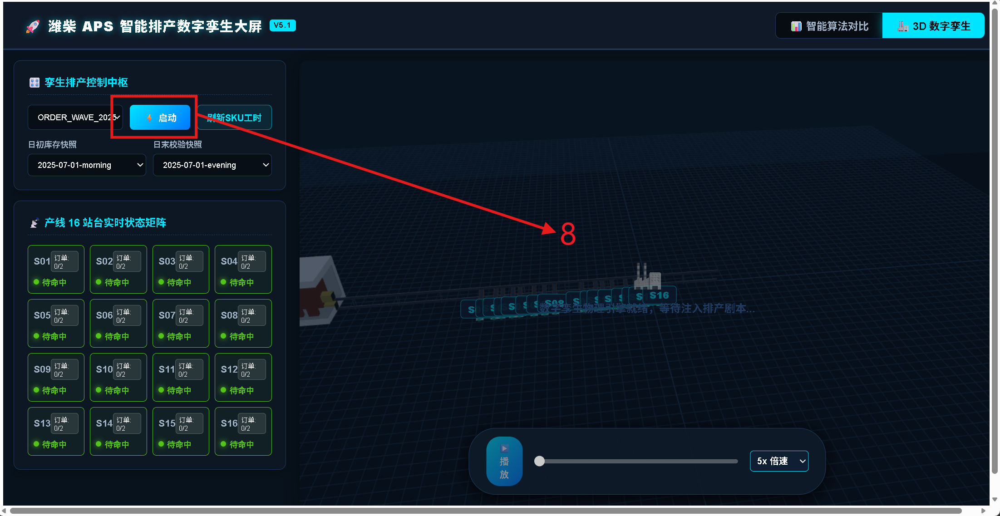 潍柴 APS 智能排产数字孪生大屏 V5.1
智能算法对比
3D 数字孪生
孪生排产控制中枢
ORDER_WAVE_2025
启动
刷新SKU工时
日初库存快照
日末校验快照
2025-07-01-morning
2025-07-01-evening
8
产线 16 站台实时状态矩阵
S01 订单: 0/2
待命中
S02 订单: 0/2
待命中
S03 订单: 0/2
待命中
S04 订单: 0/2
待命中
S05 订单: 0/2
待命中
S06 订单: 0/2
待命中
S07 订单: 0/2
待命中
S08 订单: 0/2
待命中
S09 订单: 0/2
待命中
S10 订单: 0/2
待命中
S11 订单: 0/2
待命中
S12 订单: 0/2
待命中
S13 订单: 0/2
待命中
S14 订单: 0/2
待命中
S15 订单: 0/2
待命中
S16 订单: 0/2
待命中
S08
S16
数字孪生物理引擎就绪，等待注入排产剧本...
播放
5x 倍速